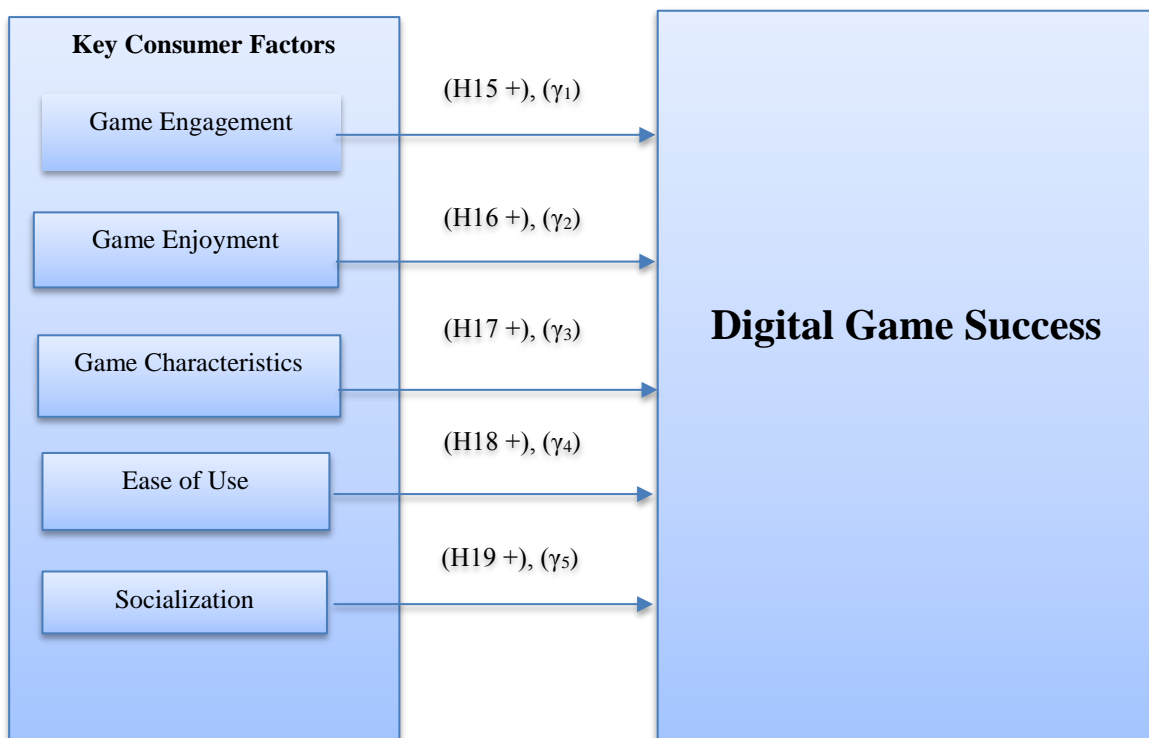 Key Consumer Factors
(H15 +), (γ₁)
Game Engagement
(H16 +), (γ₂)
Game Enjoyment
(H17 +), (γ₃)
Digital Game Success
Game Characteristics
(H18 +), (γ₄)
Ease of Use
(H19 +), (γ₅)
Socialization